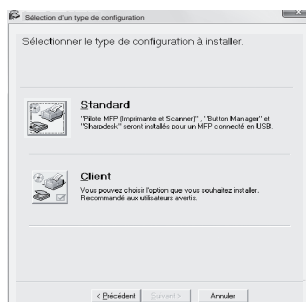 Sélection d'un type de configuration
Sélectionner le type de configuration à installer.
Standard
"Pilote MFP (Imprimante et Scanner)" , "Button Manager" et
"Sharpdesk" seront installés pour un MFP connecté en USB.
Client
Vous pouvez choisir l'option que vous souhaitez installer.
Recommandé aux utilisateurs avertis.
< Précédent
Suivant >
Annuler